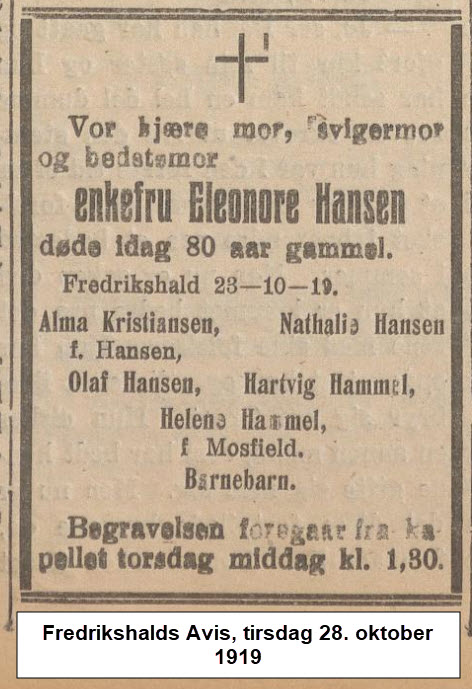 Vor kjære mor, svigermor
og bedstemor
enkefru Eleonore Hansen
døde idag 80 aar gammel.
Fredrikshald 23—10—19.
Alma Kristiansen, Nathalie Hansen
f. Hansen,
Olaf Hansen, Hartvig Hammel,
Helene Hammel,
f Mosfield.
Barnebarn.
Begravelsen foregaar fra ka-
pellet torsdag middag kl. 1,30.
Fredrikshalds Avis, tirsdag 28. oktober
1919